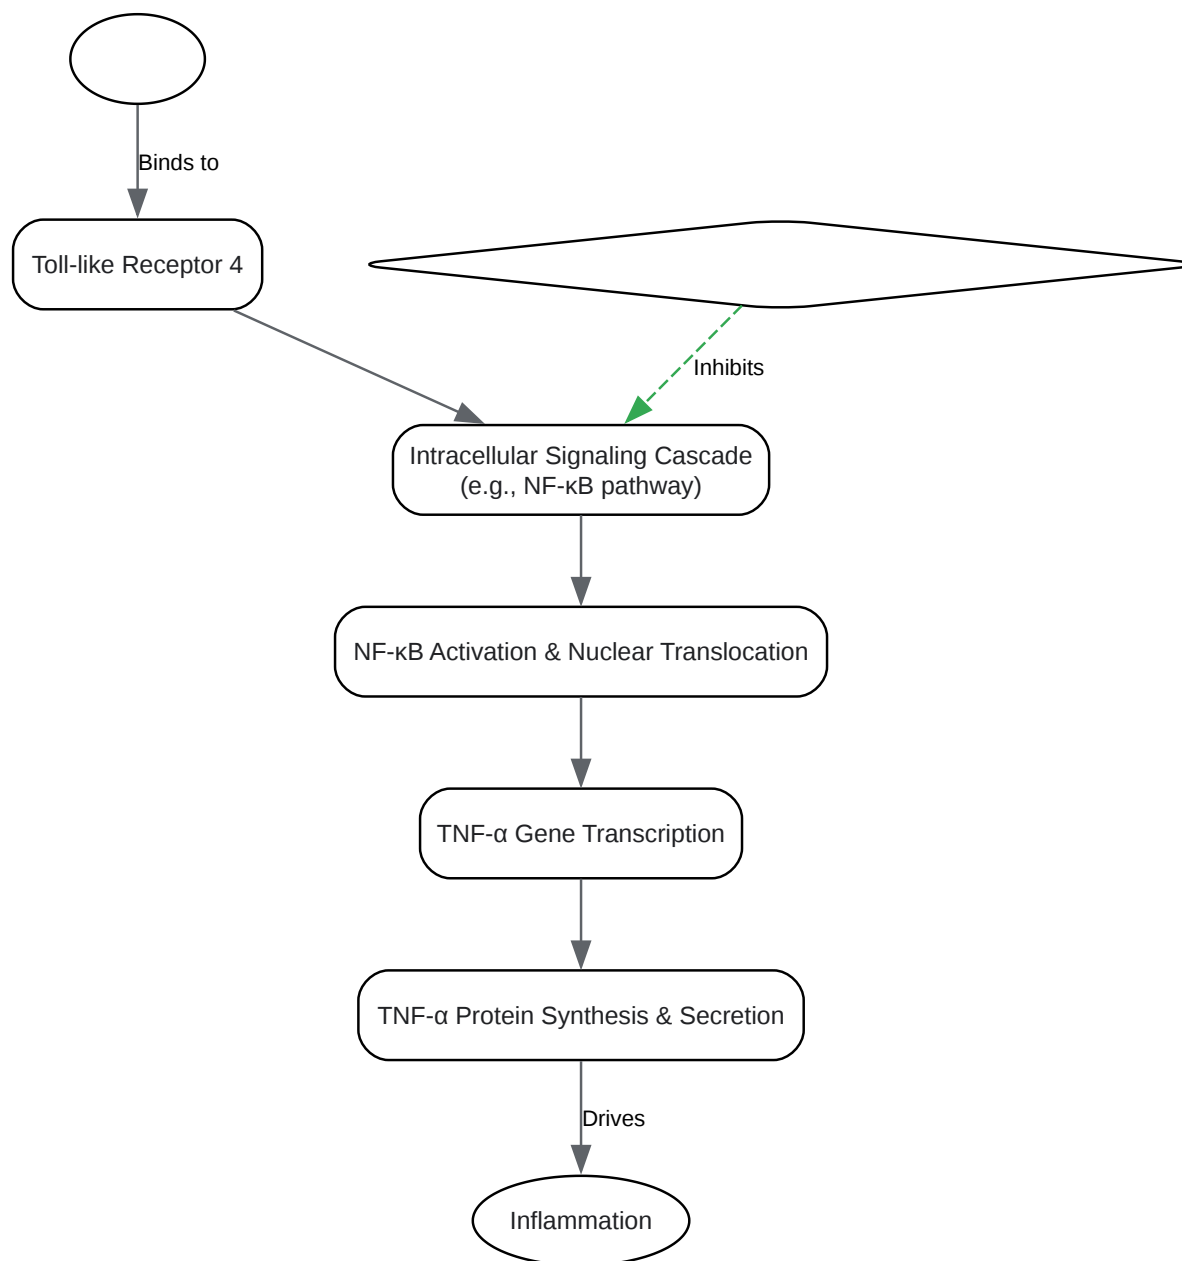 Binds to
Toll-like Receptor 4
Inhibits
Intracellular Signaling Cascade
(e.g., NF-κB pathway)
NF-κB Activation & Nuclear Translocation
TNF-α Gene Transcription
TNF-α Protein Synthesis & Secretion
Drives
Inflammation